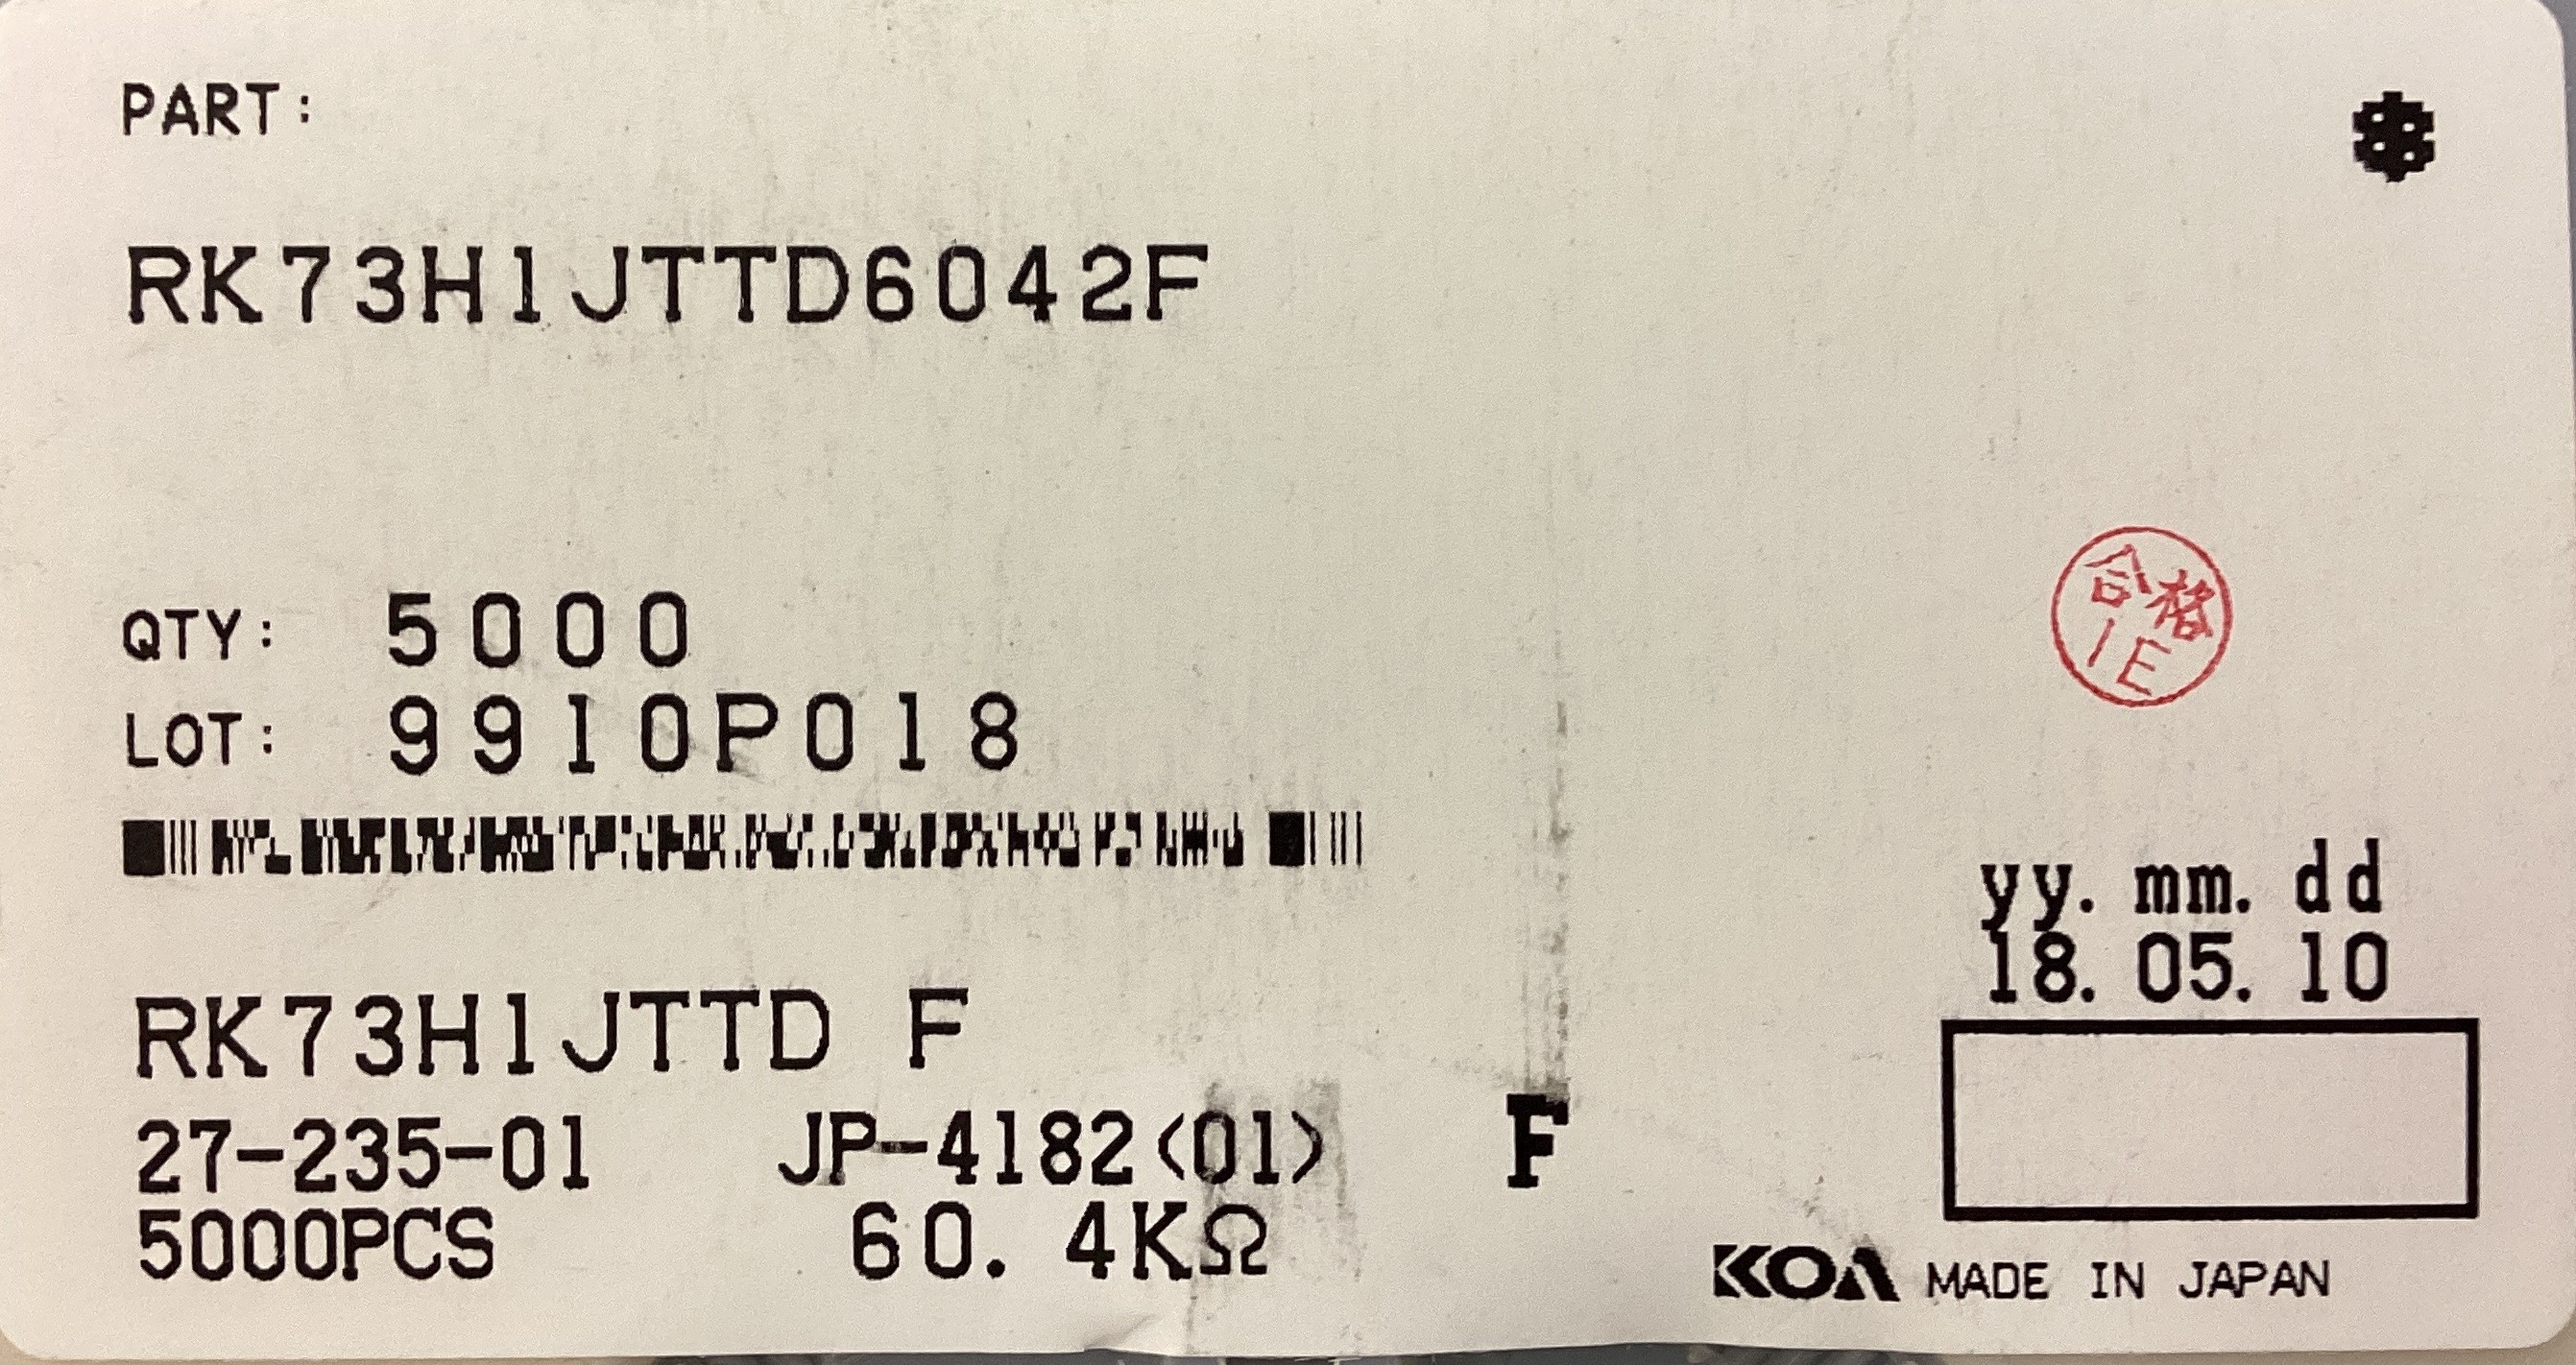 PART:
RK73H1JTTD6042F
QTY: 5000
LOT: 9910P018
合格
1E
yy. mm. dd
18. 05. 10
RK73H1JTTD F
27-235-01 JP-4182<01> F
5000PCS 60. 4KΩ
KOA MADE IN JAPAN